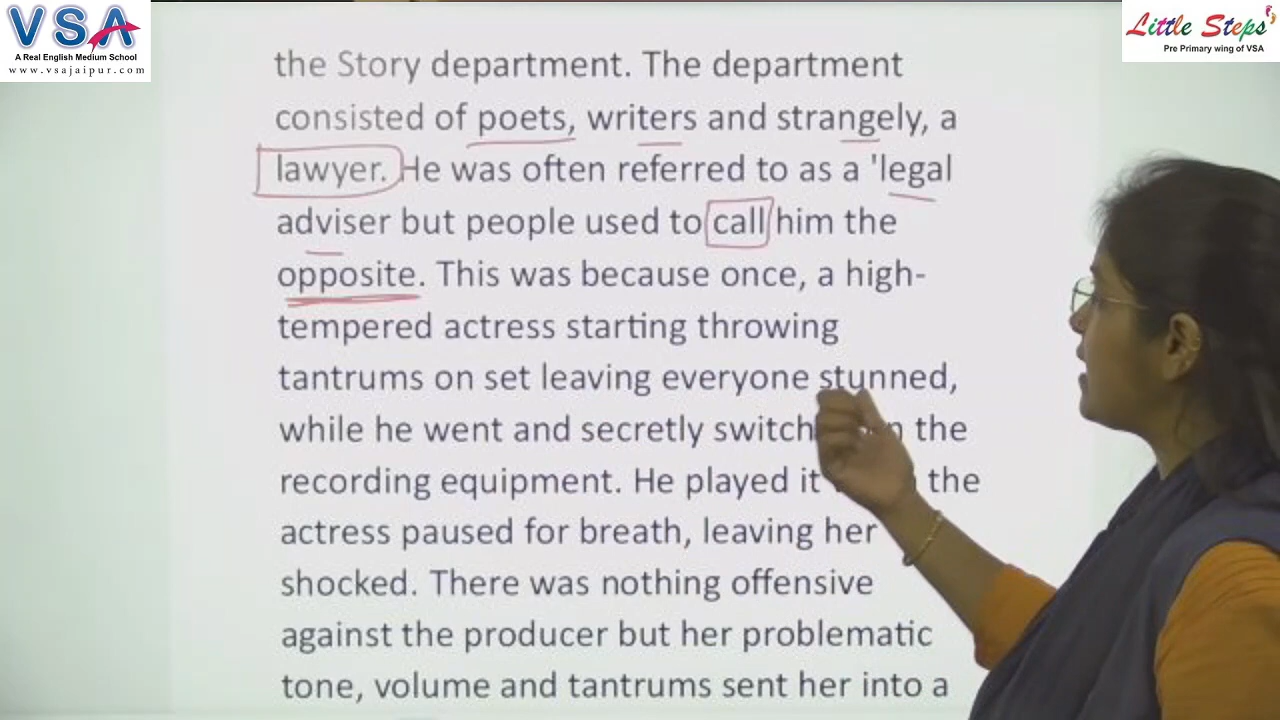 VSA
A Real English Medium School
www.vsajaipur.com
Little Steps
Pre Primary wing of VSA
the Story department. The department
consisted of poets, writers and strangely, a
lawyer. He was often referred to as a 'legal
adviser but people used to call him the
opposite. This was because once, a high-
tempered actress starting throwing
tantrums on set leaving everyone stunned,
while he went and secretly switch the
recording equipment. He played it the
actress paused for breath, leaving her
shocked. There was nothing offensive
against the producer but her problematic
tone, volume and tantrums sent her into a